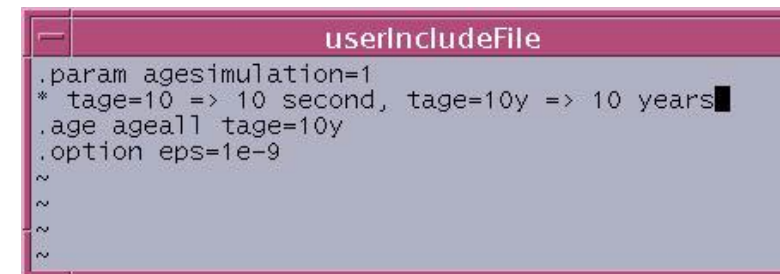 userIncludeFile
.param agesimulation=1
* tage=10 => 10 second, tage=10y => 10 years
.age ageall tage=10y
.option eps=1e-9
~
~
~
~